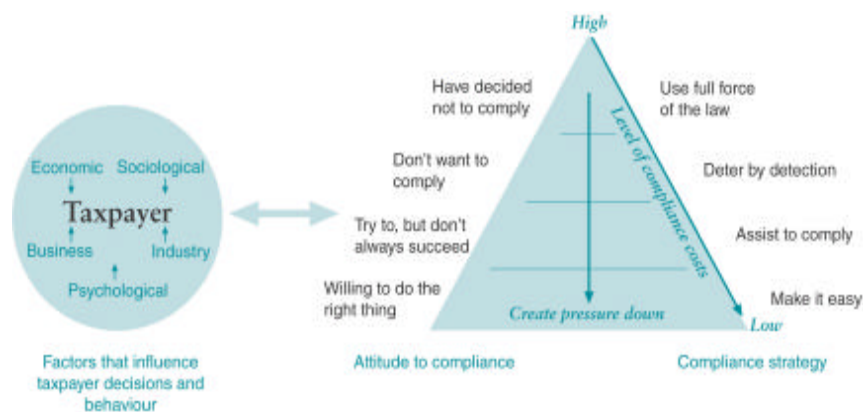 Economic
Sociological
Taxpayer
Business
Industry
Psychological
Factors that influence
taxpayer decisions and
behaviour
High
Have decided
not to comply
Don't want to
comply
Try to, but don't
always succeed
Willing to do the
right thing
Attitude to compliance
Level of compliance costs
Create pressure down
Use full force
of the law
Deter by detection
Assist to comply
Make it easy
Low
Compliance strategy